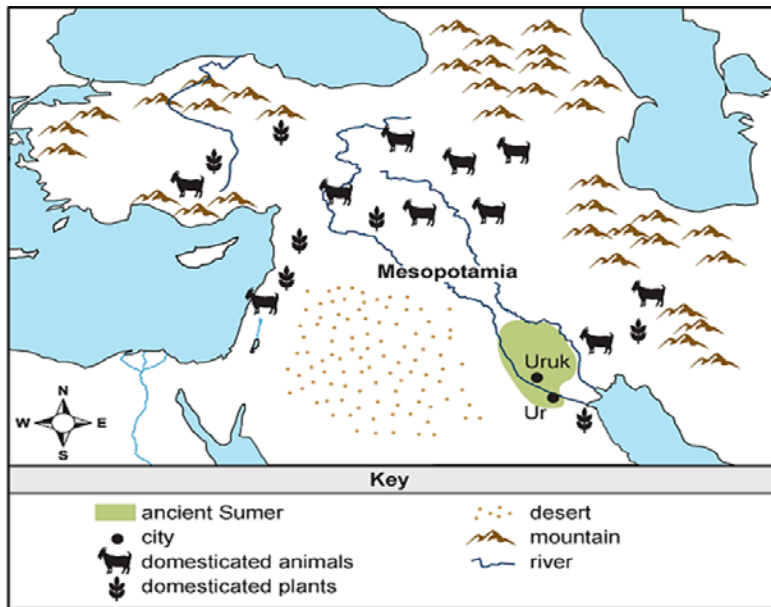 Mesopotamia
Uruk
Ur
N
W E
S
Key
ancient Sumer
city
domesticated animals
domesticated plants
desert
mountain
river